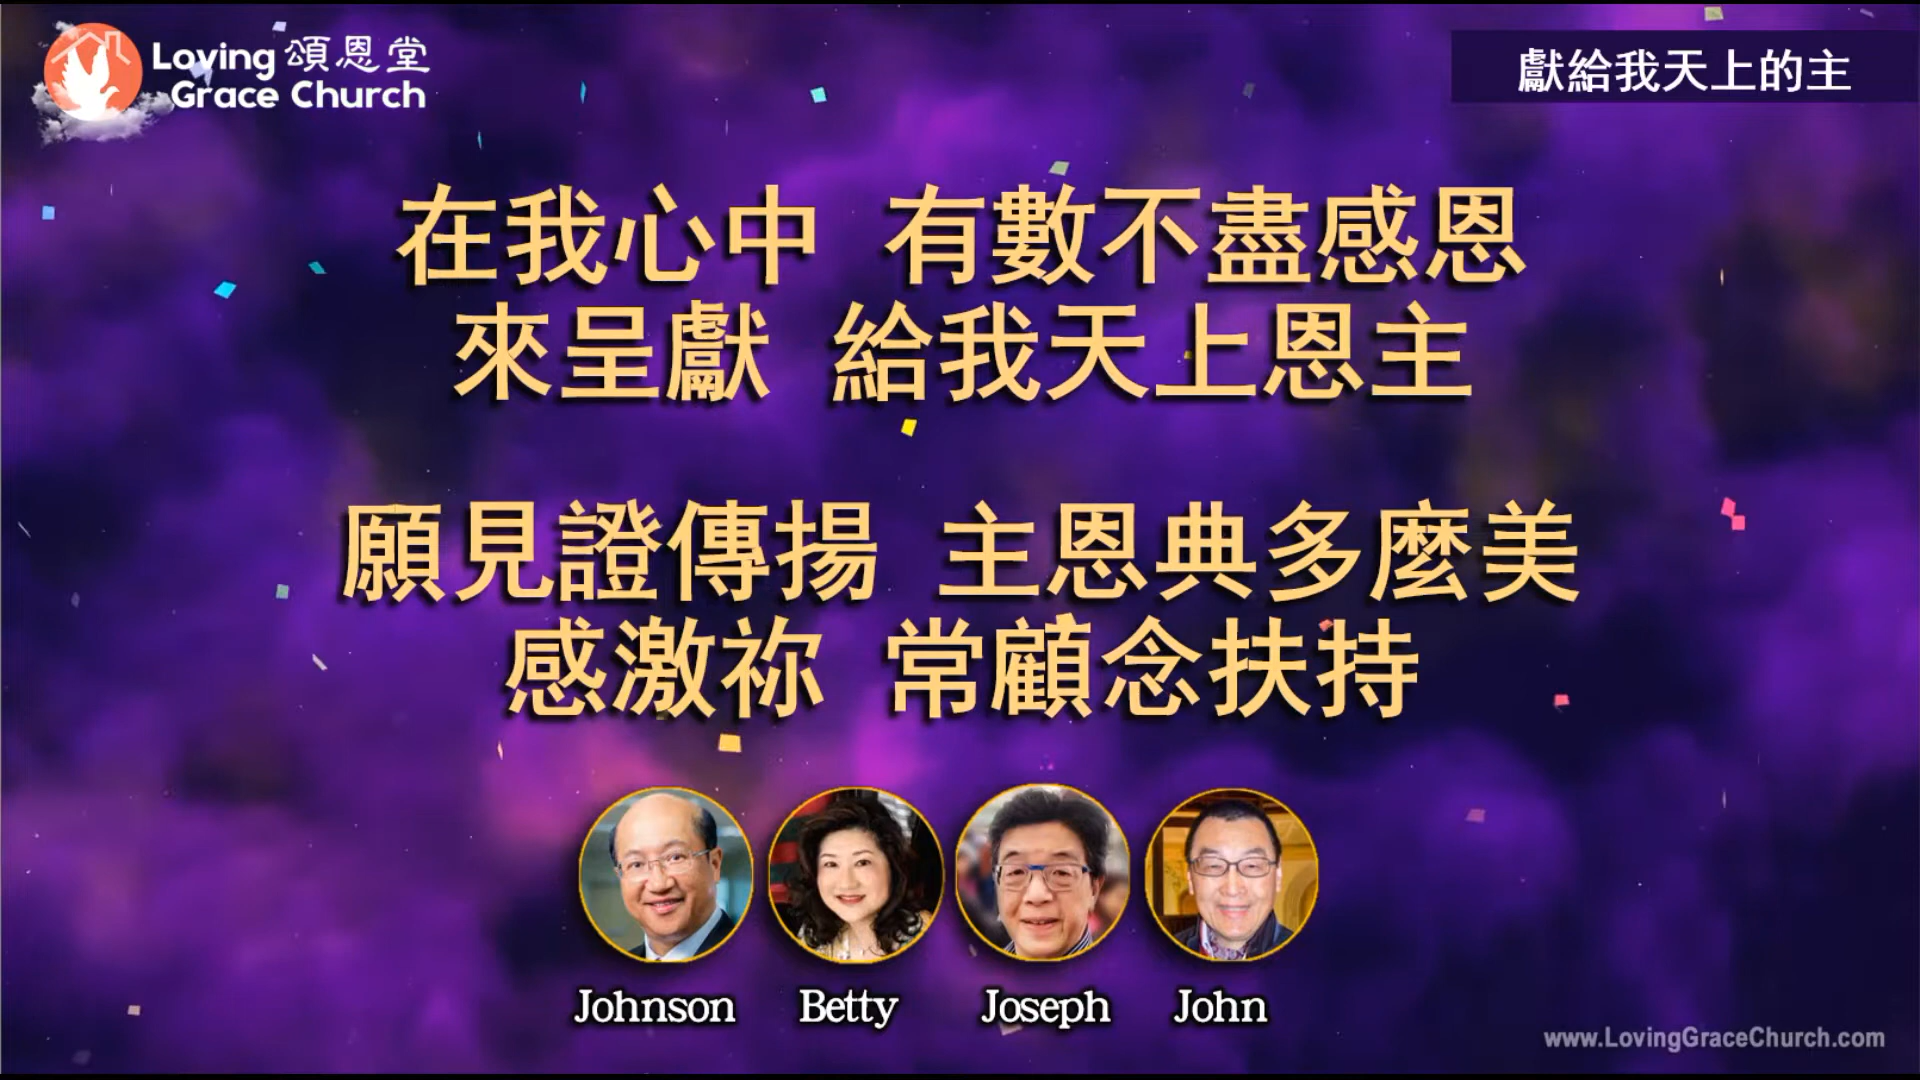 Loving 頌恩堂
Grace Church
獻給我天上的主
在我心中 有數不盡感恩
來呈獻 給我天上恩主
願見證傳揚 主恩典多麼美
感激祢 常顧念扶持
Johnson Betty Joseph John
www.LovingGraceChurch.com